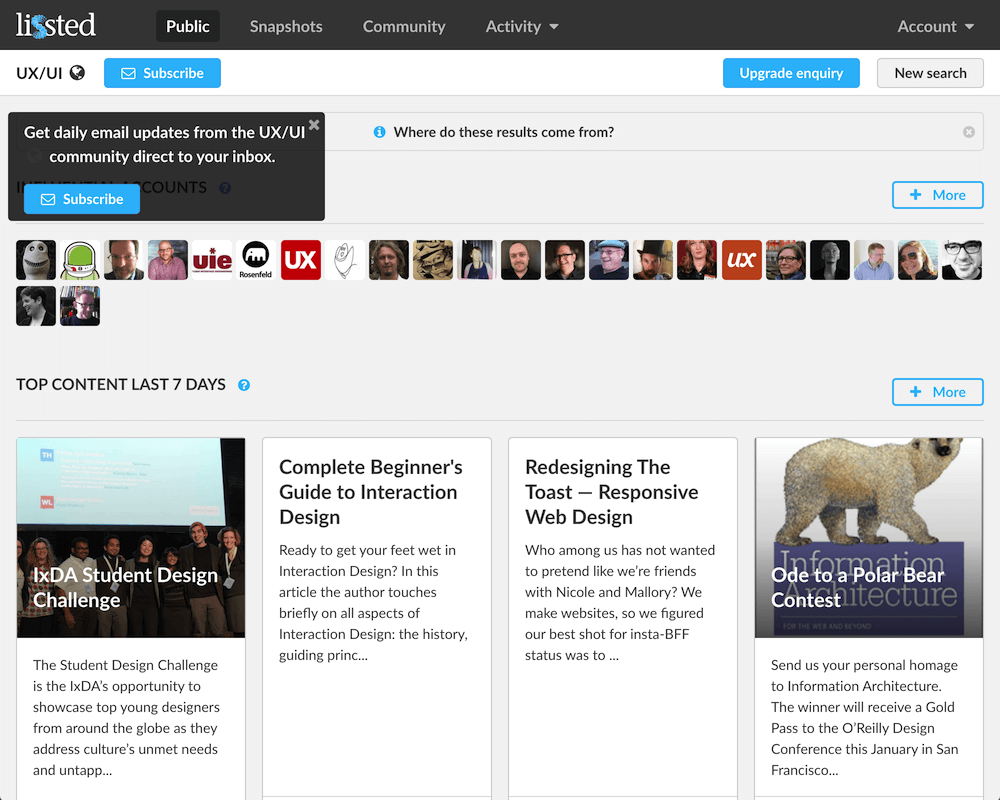 lissted
Public
Snapshots
Community
Activity
Account
UX/UI
Subscribe
Upgrade enquiry
New search
Get daily email updates from the UX/UI
community direct to your inbox.
Subscribe
Where do these results come from?
INFLUENTIAL ACCOUNTS
More
uie
Rosenfeld
UX
ux
TOP CONTENT LAST 7 DAYS
More
TH
WL
IxDA Student Design
Challenge
The Student Design Challenge
is the IxDA’s opportunity to
showcase top young designers
from around the globe as they
address culture’s unmet needs
and untapp...
Complete Beginner's
Guide to Interaction
Design
Ready to get your feet wet in
Interaction Design? In this
article the author touches
briefly on all aspects of
Interaction Design: the history,
guiding princ...
Redesigning The
Toast — Responsive
Web Design
Who among us has not wanted
to pretend like we’re friends
with Nicole and Mallory? We
make websites, so we figured
our best shot for insta-BFF
status was to ...
Information
Architecture
FOR THE WEB AND BEYOND
Ode to a Polar Bear
Contest
Send us your personal homage
to Information Architecture.
The winner will receive a Gold
Pass to the O’Reilly Design
Conference this January in San
Francisco...